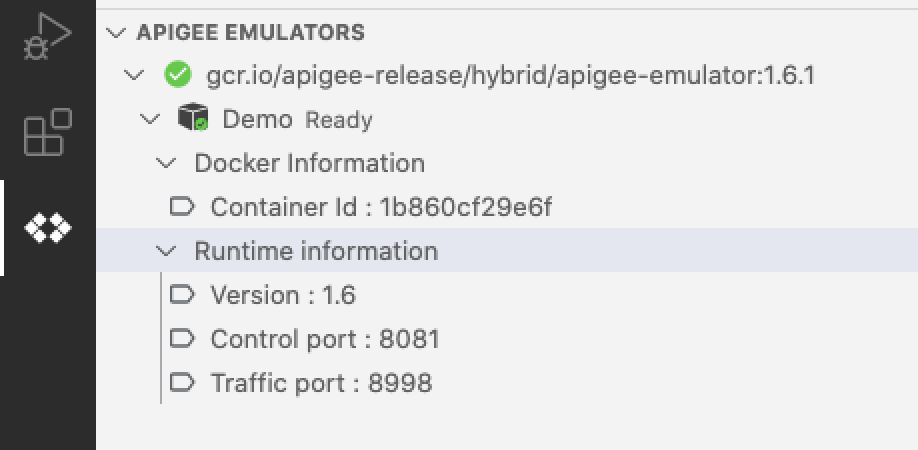 APIGEE EMULATORS
gcr.io/apigee-release/hybrid/apigee-emulator:1.6.1
Demo Ready
Docker Information
Container Id : 1b860cf29e6f
Runtime information
Version : 1.6
Control port : 8081
Traffic port : 8998